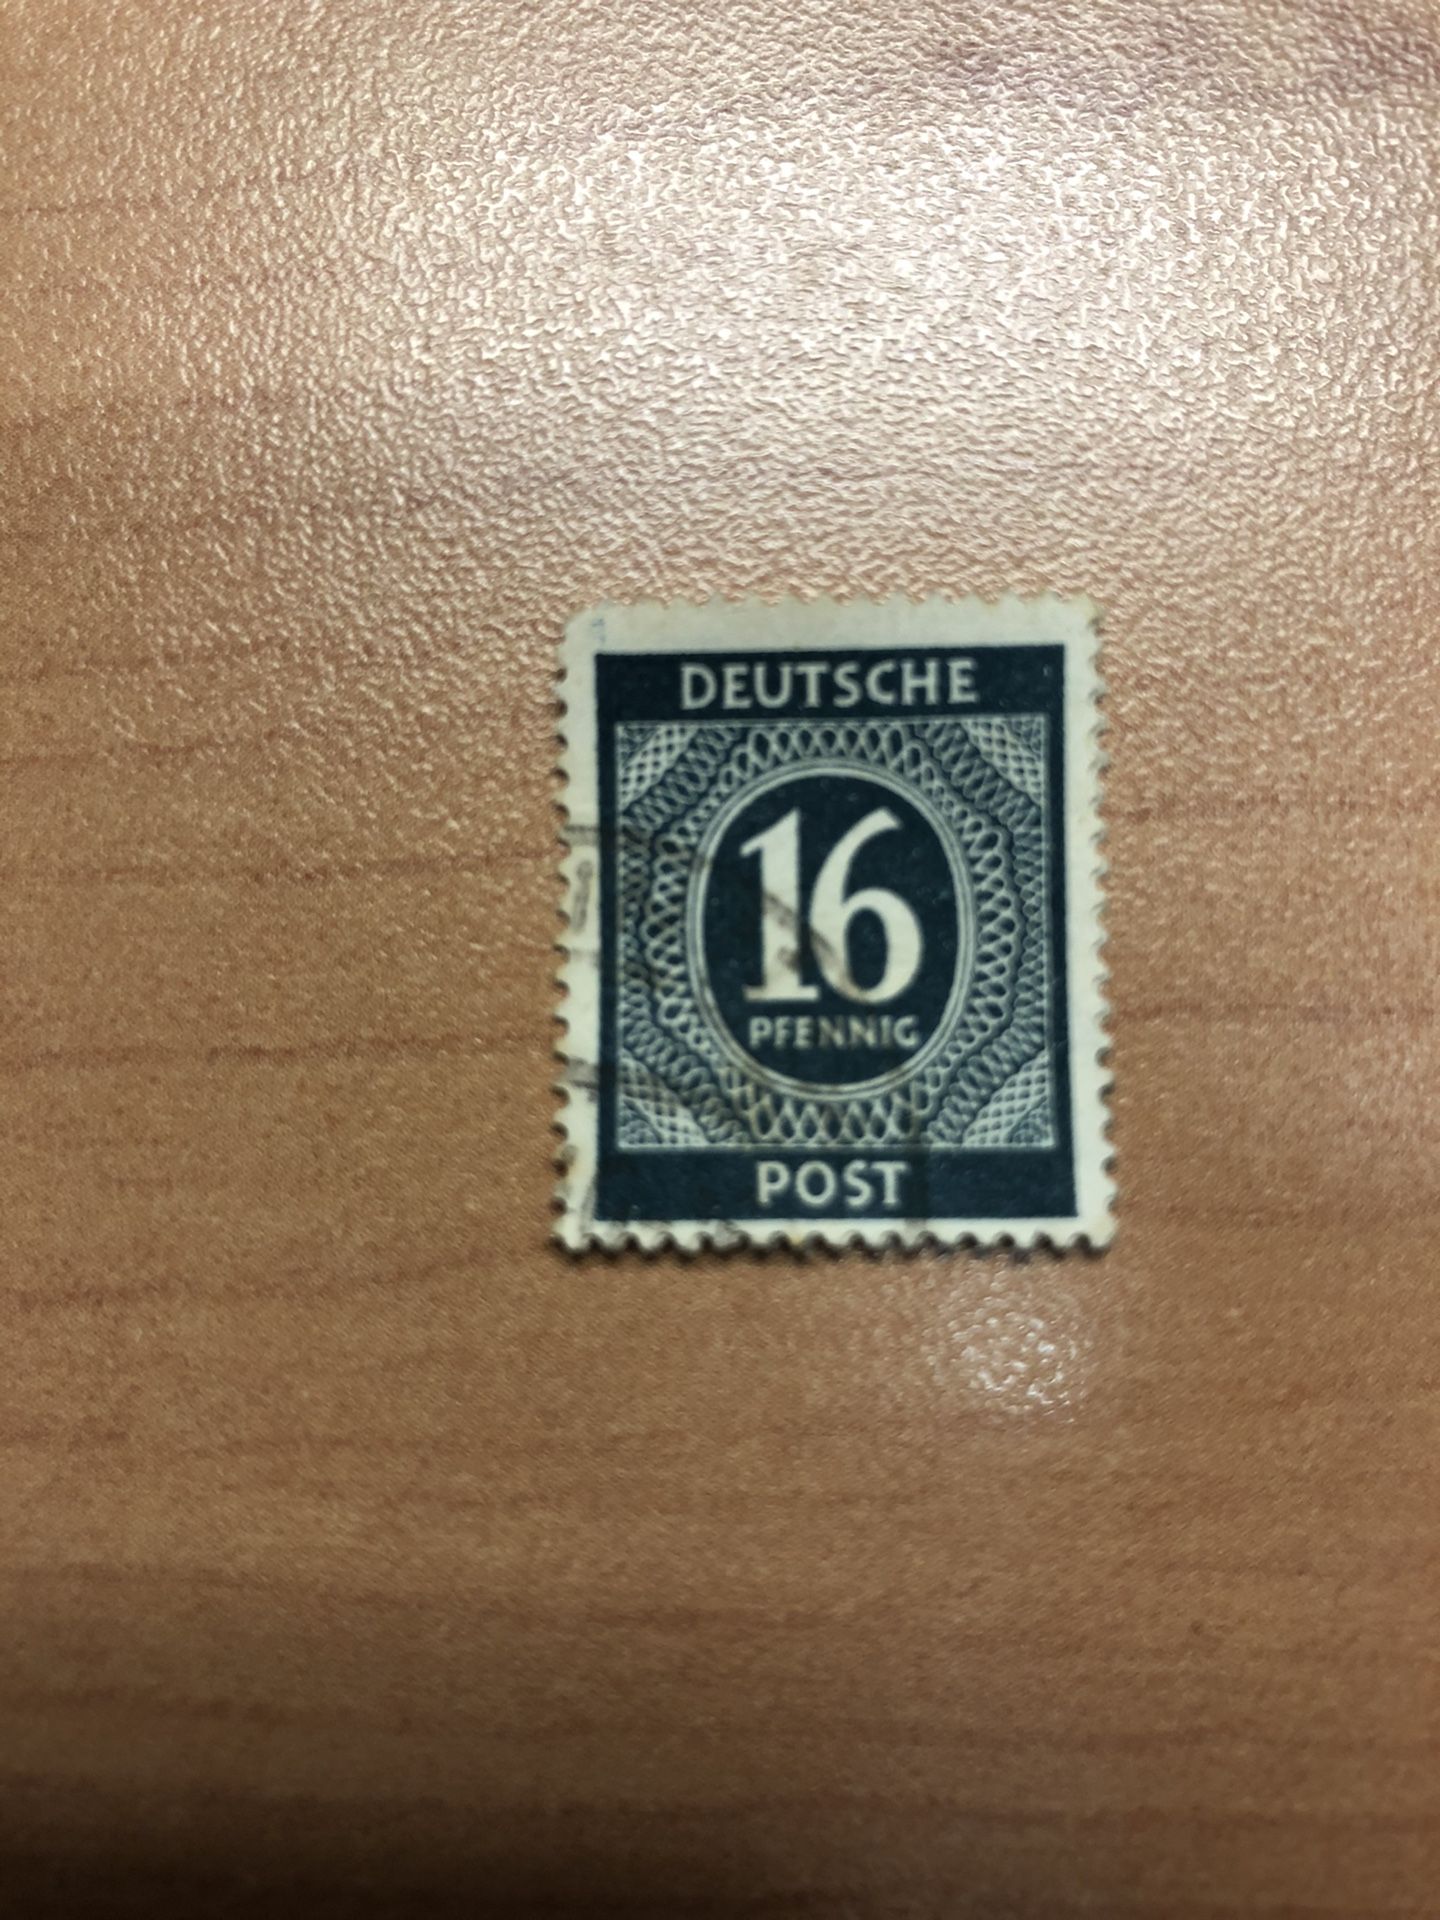 DEUTSCHE
16
PFENNIG
POST